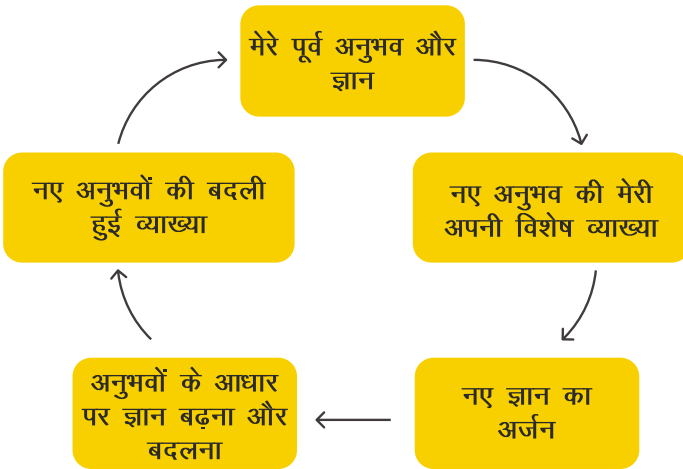 मेरे पूर्व अनुभव और
ज्ञान
नए अनुभव की मेरी
अपनी विशेष व्याख्या
नए ज्ञान का
अर्जन
अनुभवों के आधार
पर ज्ञान बढ़ना और
बदलना
नए अनुभवों की बदली
हुई व्याख्या